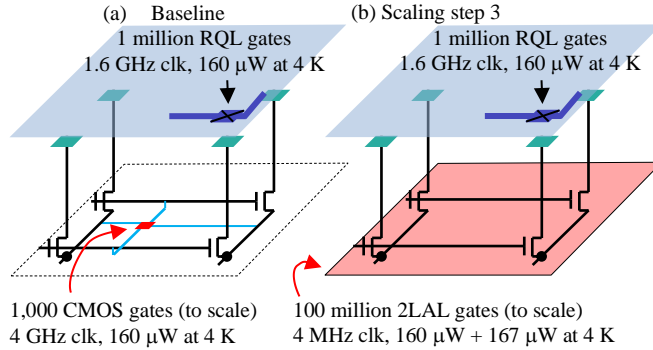 (a) Baseline
1 million RQL gates
1.6 GHz clk, 160 μW at 4 K
1,000 CMOS gates (to scale)
4 GHz clk, 160 μW at 4 K
(b) Scaling step 3
1 million RQL gates
1.6 GHz clk, 160 μW at 4 K
100 million 2LAL gates (to scale)
4 MHz clk, 160 μW + 167 μW at 4 K